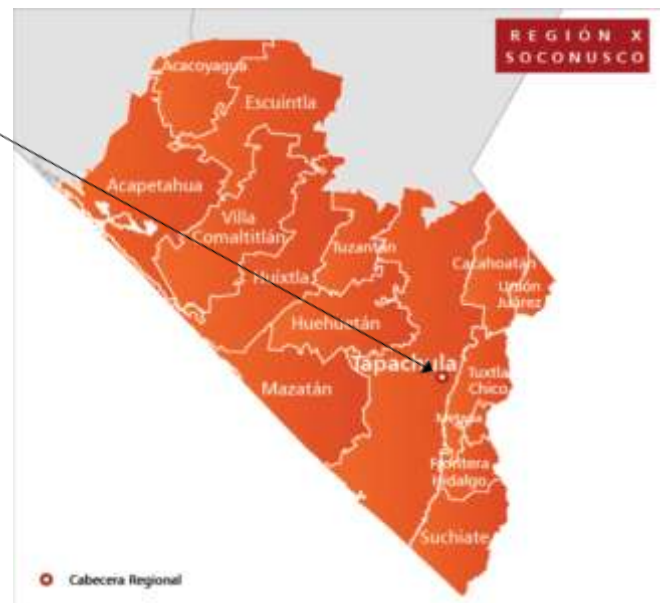 REGIÓN X
SOCONUSCO
Acacoyagua
Escuintla
Acapetahua
Villa
Comaltitlán
Tuzantán
Cacahoatán
Unión
Juárez
Huixtla
Huehuetán
Tapachula
Tuxtla
Chico
Mazatán
Metapa
Frontera
Hidalgo
Suchiate
Cabecera Regional